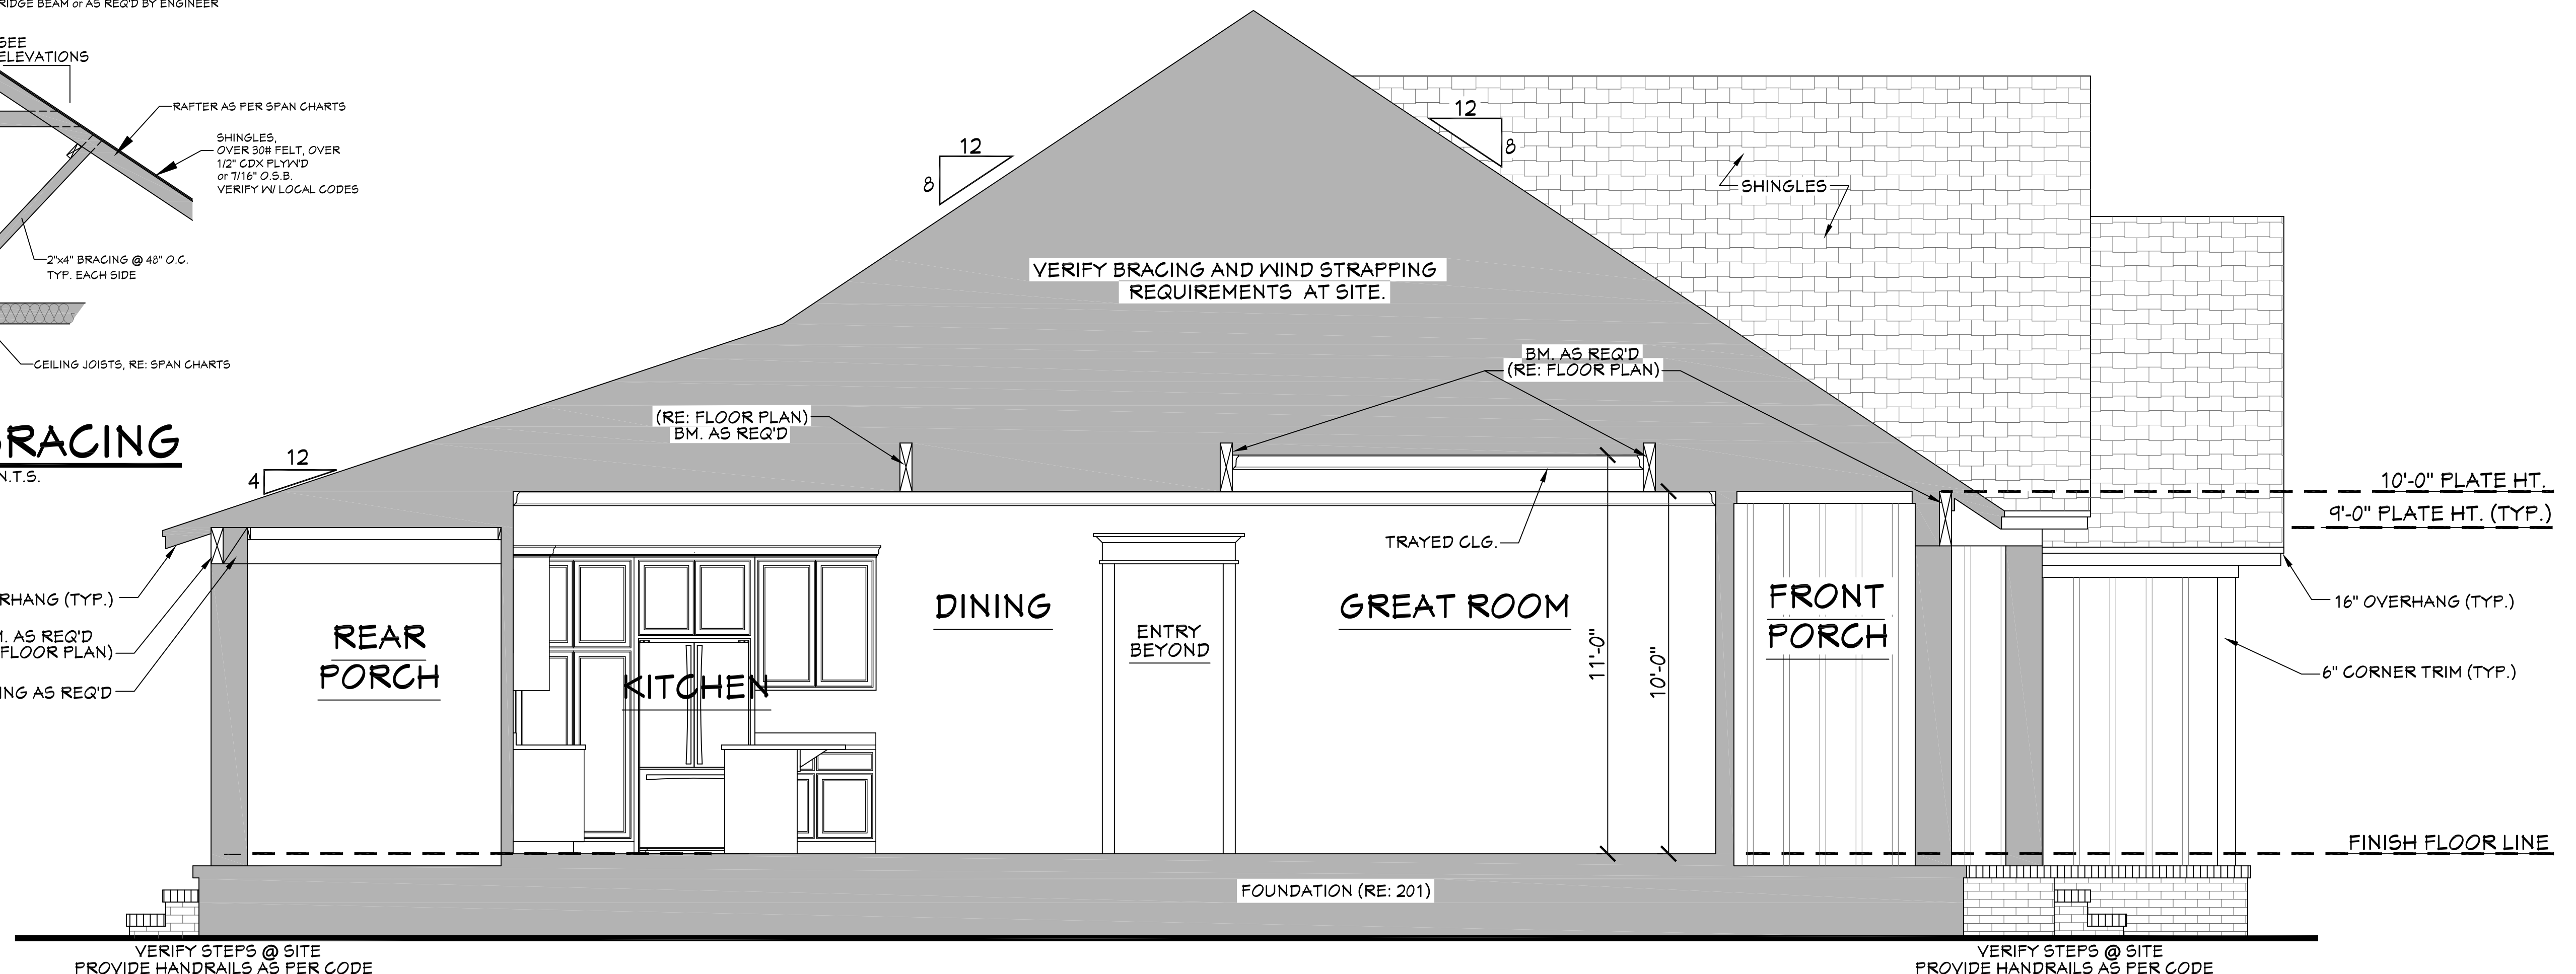 RIDGE BEAM or AS REQ'D BY ENGINEER
SEE
ELEVATIONS
RAFTER AS PER SPAN CHARTS
SHINGLES,
OVER 30# FELT, OVER
1/2" CDX PLYW'D
or 7/16" O.S.B.
VERIFY W/ LOCAL CODES
2"x4" BRACING @ 48" O.C.
TYP. EACH SIDE
CEILING JOISTS, RE: SPAN CHARTS
BRACING
N.T.S.
12
8
12
8
12
4
SHINGLES
VERIFY BRACING AND WIND STRAPPING
REQUIREMENTS AT SITE.
BM. AS REQ'D
(RE: FLOOR PLAN)
(RE: FLOOR PLAN)
BM. AS REQ'D
TRAYED CLG.
10'-0" PLATE HT.
9'-0" PLATE HT. (TYP.)
RHANG (TYP.)
M. AS REQ'D
FLOOR PLAN)
ING AS REQ'D
REAR
PORCH
KITCHEN
DINING
ENTRY
BEYOND
GREAT ROOM
11'-0"
10'-0"
FRONT
PORCH
16" OVERHANG (TYP.)
6" CORNER TRIM (TYP.)
FINISH FLOOR LINE
FOUNDATION (RE: 201)
VERIFY STEPS @ SITE
PROVIDE HANDRAILS AS PER CODE
VERIFY STEPS @ SITE
PROVIDE HANDRAILS AS PER CODE